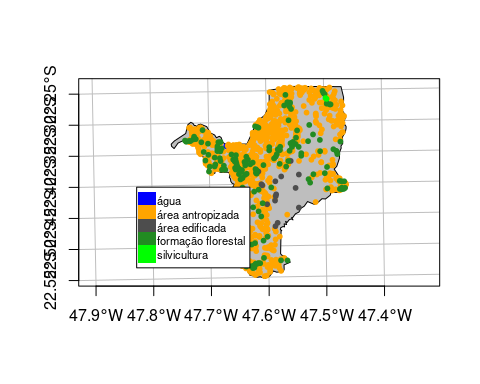 água
área antropizada
área edificada
formação florestal
silvicultura
47.9°W 47.8°W 47.7°W 47.6°W 47.5°W 47.4°W